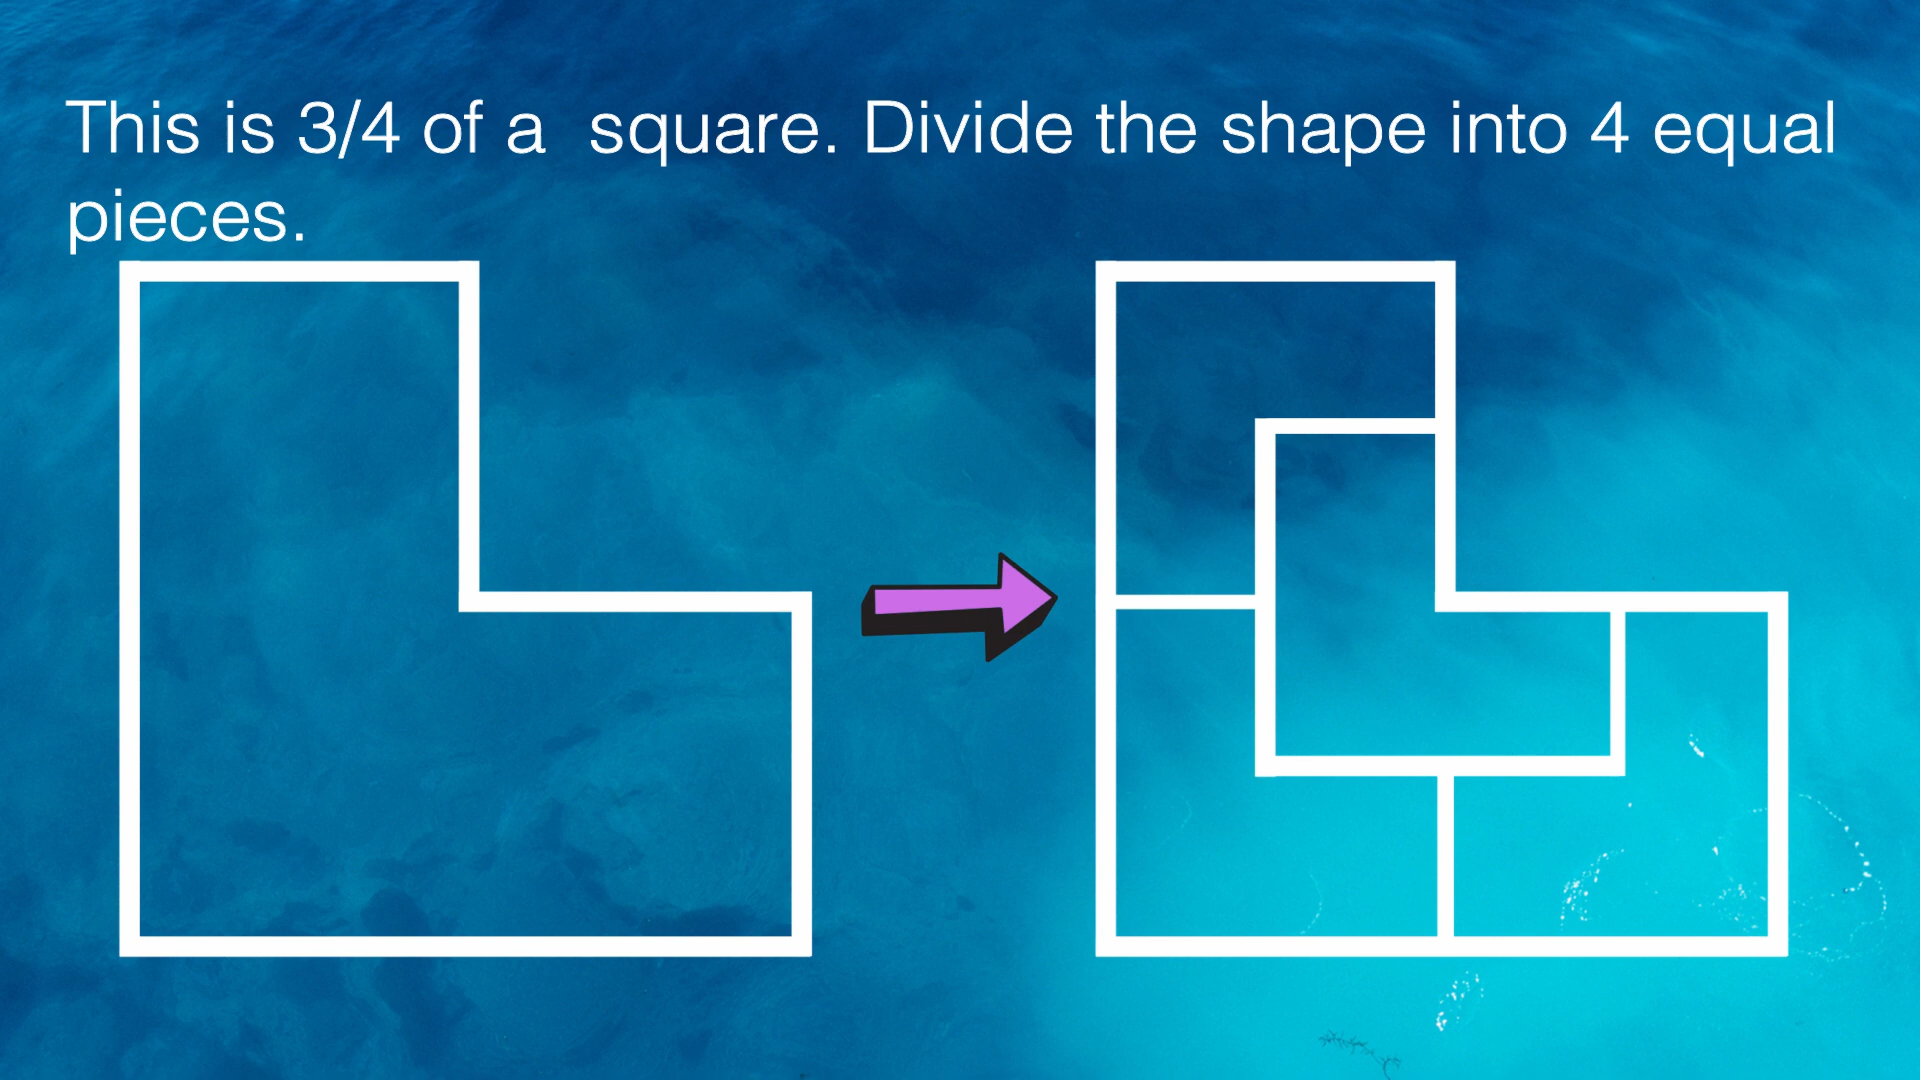 This is 3/4 of a  square. Divide the shape into 4 equal
pieces.